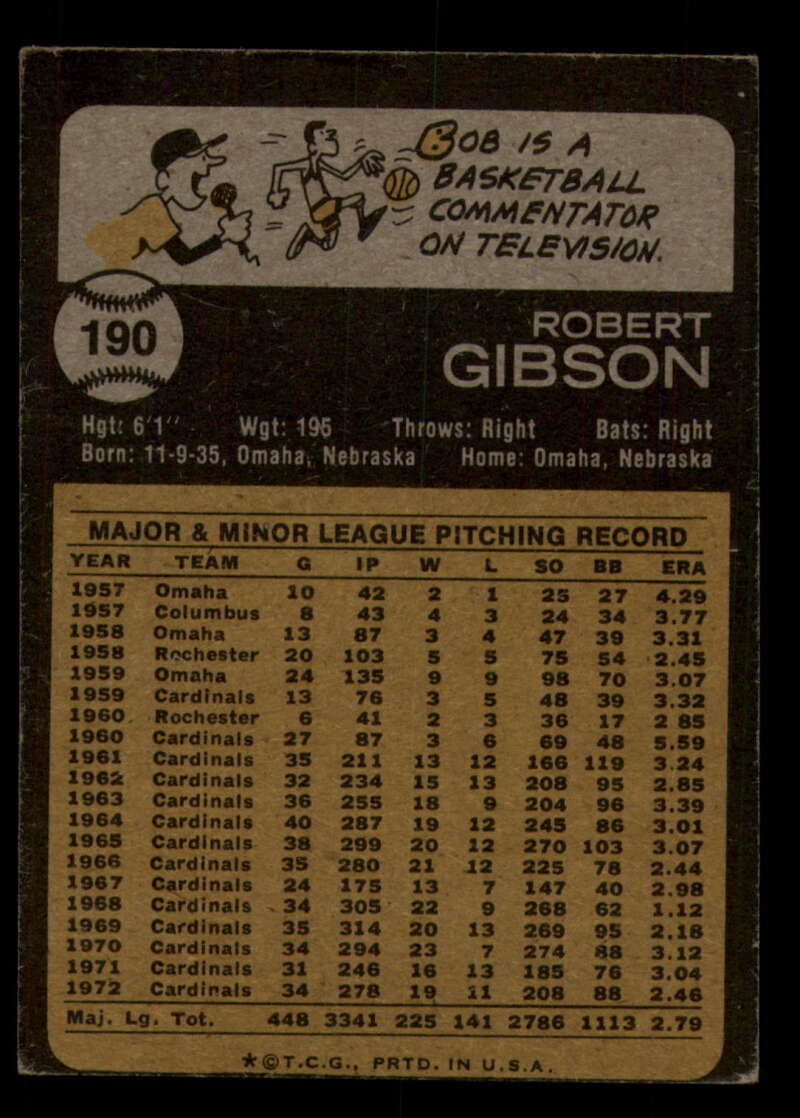 BOB IS A
BASKETBALL
COMMENTATOR
ON TELEVISION.
190
ROBERT
GIBSON
Hgt: 6'1" Wgt: 195 Throws: Right Bats: Right
Born: 11-9-35, Omaha, Nebraska Home: Omaha, Nebraska
MAJOR & MINOR LEAGUE PITCHING RECORD
YEAR TEAM G IP W L SO BB ERA
1957 Omaha 10 42 2 1 25 27 4.29
1957 Columbus 8 43 4 3 24 34 3.77
1958 Omaha 13 87 3 4 47 39 3.31
1958 Rochester 20 103 5 5 75 54 2.45
1959 Omaha 24 135 9 9 98 70 3.07
1959 Cardinals 13 76 3 5 48 39 3.32
1960 Rochester 6 41 2 3 36 17 2 85
1960 Cardinals 27 87 3 6 69 48 5.59
1961 Cardinals 35 211 13 12 166 119 3.24
1962 Cardinals 32 234 15 13 208 95 2.85
1963 Cardinals 36 255 18 9 204 96 3.39
1964 Cardinals 40 287 19 12 245 86 3.01
1965 Cardinals 38 299 20 12 270 103 3.07
1966 Cardinals 35 280 21 12 225 78 2.44
1967 Cardinals 24 175 13 7 147 40 2.98
1968 Cardinals 34 305 22 9 268 62 1.12
1969 Cardinals 35 314 20 13 269 95 2.18
1970 Cardinals 34 294 23 7 274 88 3.12
1971 Cardinals 31 246 16 13 185 76 3.04
1972 Cardinals 34 278 19 11 208 88 2.46
Maj. Lg. Tot. 448 3341 225 141 2786 1113 2.79
*©T.C.G., PRTD. IN U.S.A.